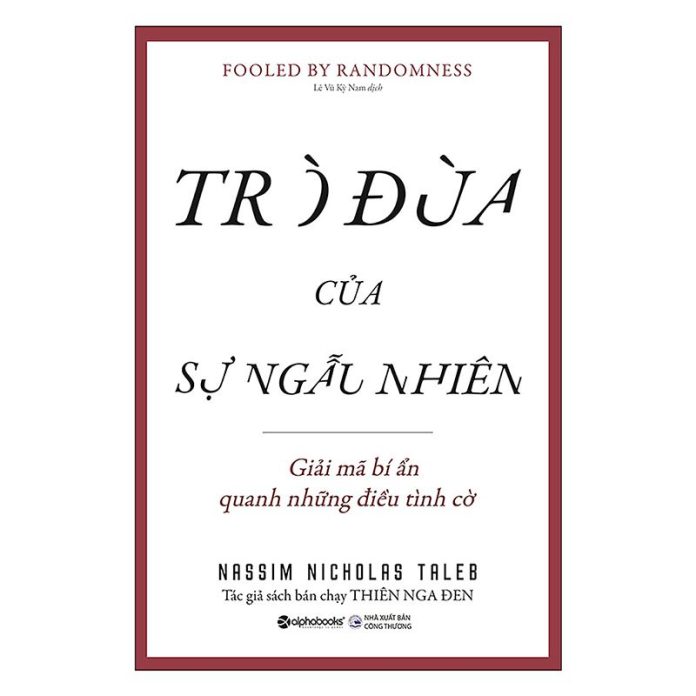 FOOLED BY RANDOMNESS
Lê Vũ Kỳ Nam dịch
TRÒ ĐÙA
CỦA
SỰ NGẪU NHIÊN
Giải mã bí ẩn
quanh những điều tình cờ
NASSIM NICHOLAS TALEB
Tác giả sách bán chạy THIÊN NGA ĐEN
alphabooks®
NHÀ XUẤT BẢN
CÔNG THƯƠNG